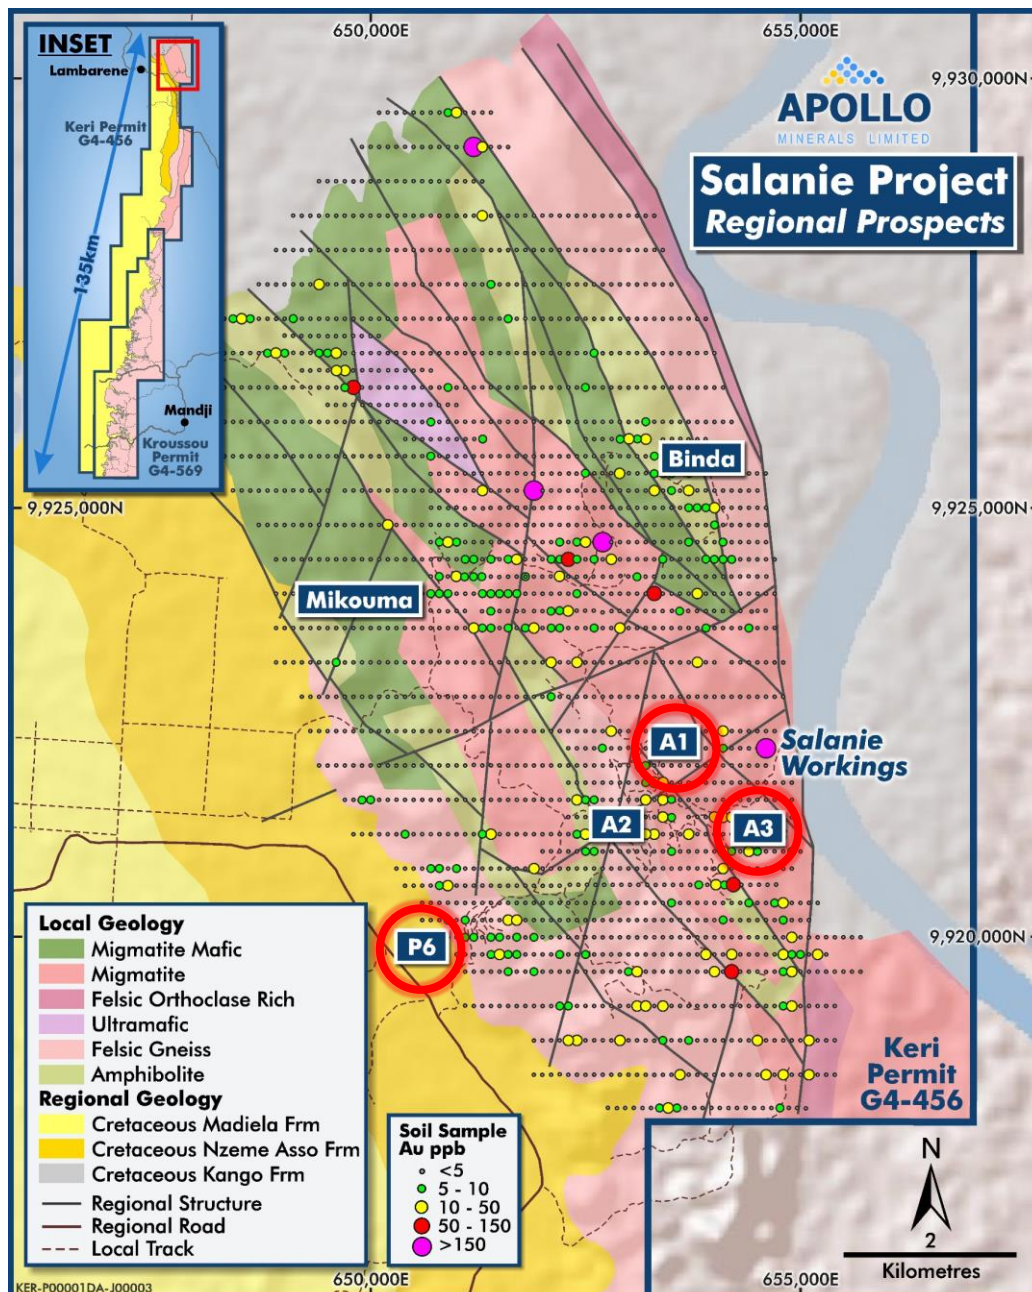 650,000E
655,000E
INSET
Lambarene
9,930,000N
APOLLO
MINERALS LIMITED
Keri Permit
G4-456
Salanie Project
Regional Prospects
135km
Mandji
Kroussou
Permit
G4-569
Binda
9,925,000N
9,925,000N
Mikouma
A1
Salanie
Workings
A2
A3
P6
9,920,000N
Local Geology
Migmatite Mafic
Migmatite
Felsic Orthoclase Rich
Ultramafic
Felsic Gneiss
Amphibolite
Regional Geology
Cretaceous Madiela Frm
Cretaceous Nzeme Asso Frm
Cretaceous Kango Frm
Regional Structure
Regional Road
Local Track
Soil Sample
Au ppb
<5
5 - 10
10 - 50
50 - 150
>150
Keri
Permit
G4-456
N
2
Kilometres
KER-P00001DA-J00003
650,000E
655,000E